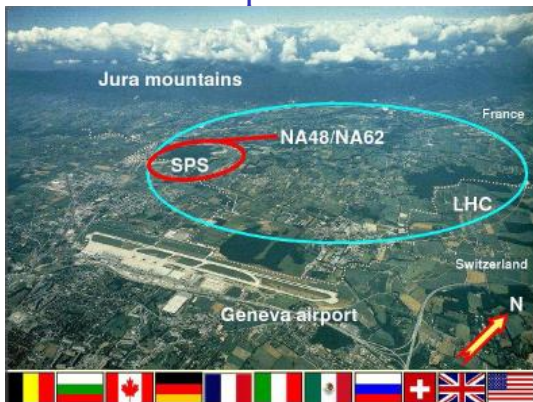 Jura mountains
France
NA48/NA62
SPS
LHC
Switzerland
N
Geneva airport